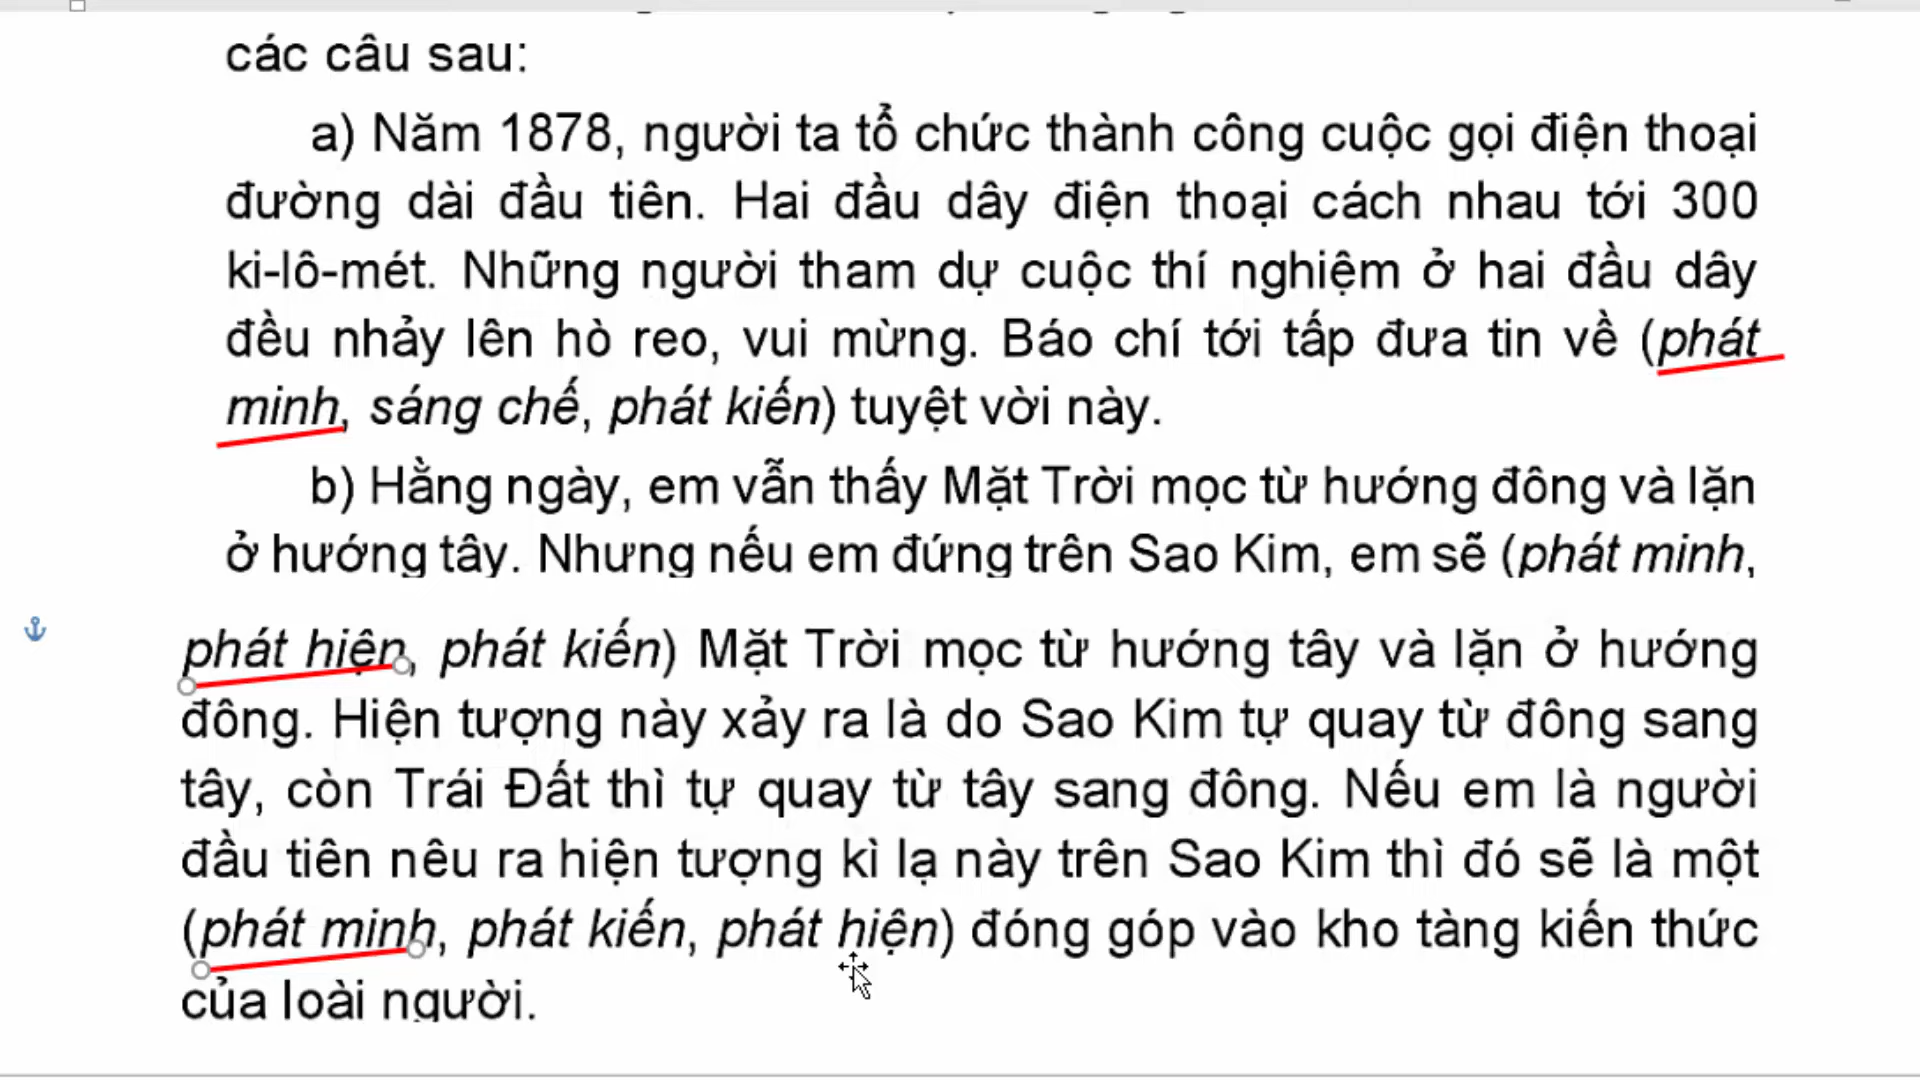 các câu sau:
a) Năm 1878, người ta tổ chức thành công cuộc gọi điện thoại
đường dài đầu tiên. Hai đầu dây điện thoại cách nhau tới 300
ki-lô-mét. Những người tham dự cuộc thí nghiệm ở hai đầu dây
đều nhảy lên hò reo, vui mừng. Báo chí tới tấp đưa tin về (phát
minh, sáng chế, phát kiến) tuyệt vời này.
b) Hằng ngày, em vẫn thấy Mặt Trời mọc từ hướng đông và lặn
ở hướng tây. Nhưng nếu em đứng trên Sao Kim, em sẽ (phát minh,
phát hiện, phát kiến) Mặt Trời mọc từ hướng tây và lặn ở hướng
đông. Hiện tượng này xảy ra là do Sao Kim tự quay từ đông sang
tây, còn Trái Đất thì tự quay từ tây sang đông. Nếu em là người
đầu tiên nêu ra hiện tượng kì lạ này trên Sao Kim thì đó sẽ là một
(phát minh, phát kiến, phát hiện) đóng góp vào kho tàng kiến thức
của loài người.